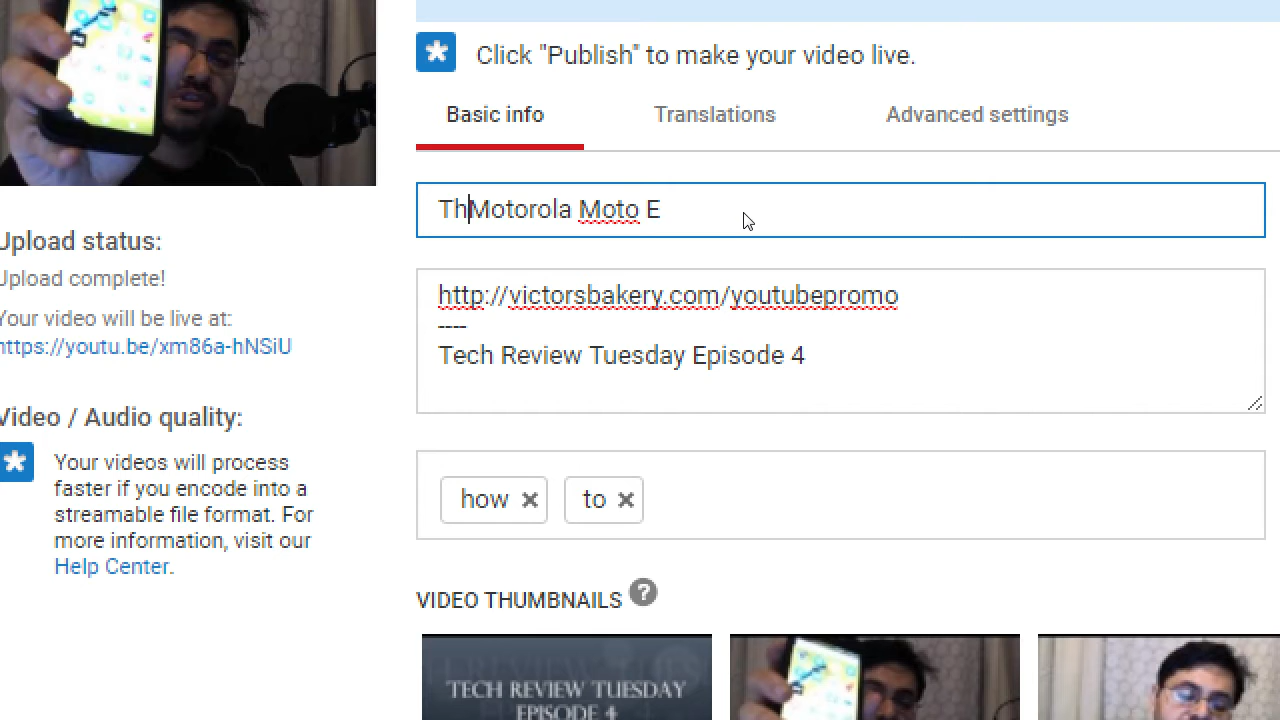 Click "Publish" to make your video live.
Basic info
Translations
Advanced settings
ThMotorola Moto E
http://victorsbakery.com/youtubepromo
----
Tech Review Tuesday Episode 4
how
to
VIDEO THUMBNAILS
?
TECH REVIEW TUESDAY
EPISODE 4
Upload status:
Upload complete!
Your video will be live at:
https://youtu.be/xm86a-hNSiU
Video / Audio quality:
Your videos will process
faster if you encode into a
streamable file format. For
more information, visit our
Help Center.